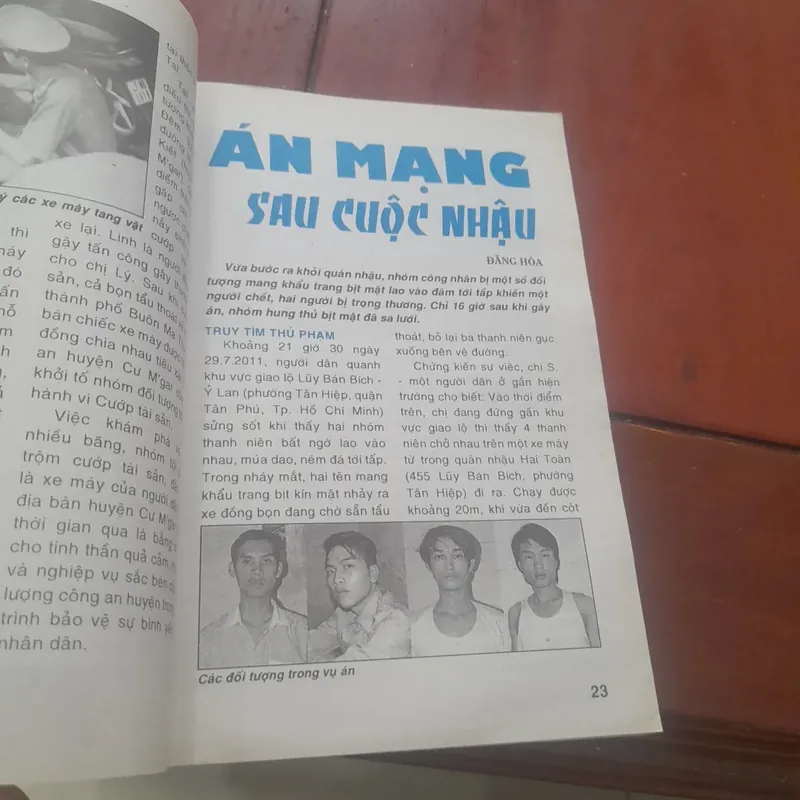 ý các xe máy tang vật
thì
máy
đó
xe lại. Linh là người
gây tấn công gây
cho chị Lý. Sau khi
sản, cả bọn tẩu thoát
thành phố Buôn Ma
bán chiếc xe máy được
đồng chia nhau tiêu
an huyện Cư M'gar
khởi tố nhóm đối tượng
hành vi Cướp tài sản.
Việc khám phá
nhiều băng, nhóm
trộm cướp tài sản,
là xe máy của người
địa bàn huyện Cư M'gar
thời gian qua là bằng
cho tinh thần quả cảm,
và nghiệp vụ sắc bén
lượng công an huyện trong
trình bảo vệ sự bình
nhân dân.
ÁN MẠNG
SAU CUỘC NHẬU
ĐĂNG HÒA
Vừa bước ra khỏi quán nhậu, nhóm công nhân bị một số đối
tượng mang khẩu trang bịt mặt lao vào đâm tới tấp khiến một
người chết, hai người bị trọng thương. Chỉ 16 giờ sau khi gây
án, nhóm hung thủ bịt mặt đã sa lưới.
TRUY TÌM THỦ PHẠM
Khoảng 21 giờ 30 ngày
29.7.2011, người dân quanh
khu vực giao lộ Lũy Bán Bích -
Ỷ Lan (phường Tân Hiệp, quận
Tân Phú, Tp. Hồ Chí Minh)
sửng sốt khi thấy hai nhóm
thanh niên bất ngờ lao vào
nhau, múa dao, ném đá tới tấp.
Trong nháy mắt, hai tên mang
khẩu trang bịt kín mặt nhảy ra
xe đồng bọn đang chờ sẵn tẩu
thoát, bỏ lại ba thanh niên gục
xuống bên vệ đường.
Chứng kiến sự việc, chị S.
- một người dân ở gần hiện
trường cho biết: Vào thời điểm
trên, chị đang đứng gần khu
vực giao lộ thì thấy 4 thanh
niên chở nhau trên một xe máy
từ trong quán nhậu Hai Toàn
(455 Lũy Bán Bích, phường
Tân Hiệp) đi ra. Chạy được
khoảng 20m, khi vừa đến cột
Các đối tượng trong vụ án
23